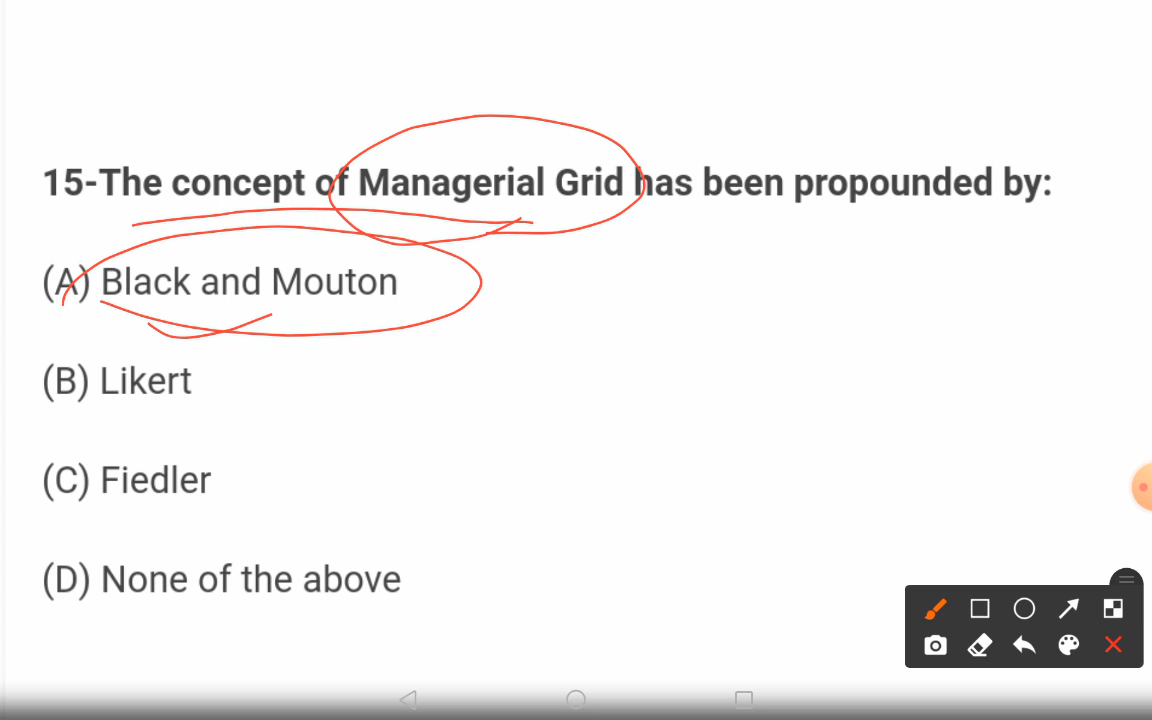 15-The concept of Managerial Grid has been propounded by:
(A) Black and Mouton
(B) Likert
(C) Fiedler
(D) None of the above